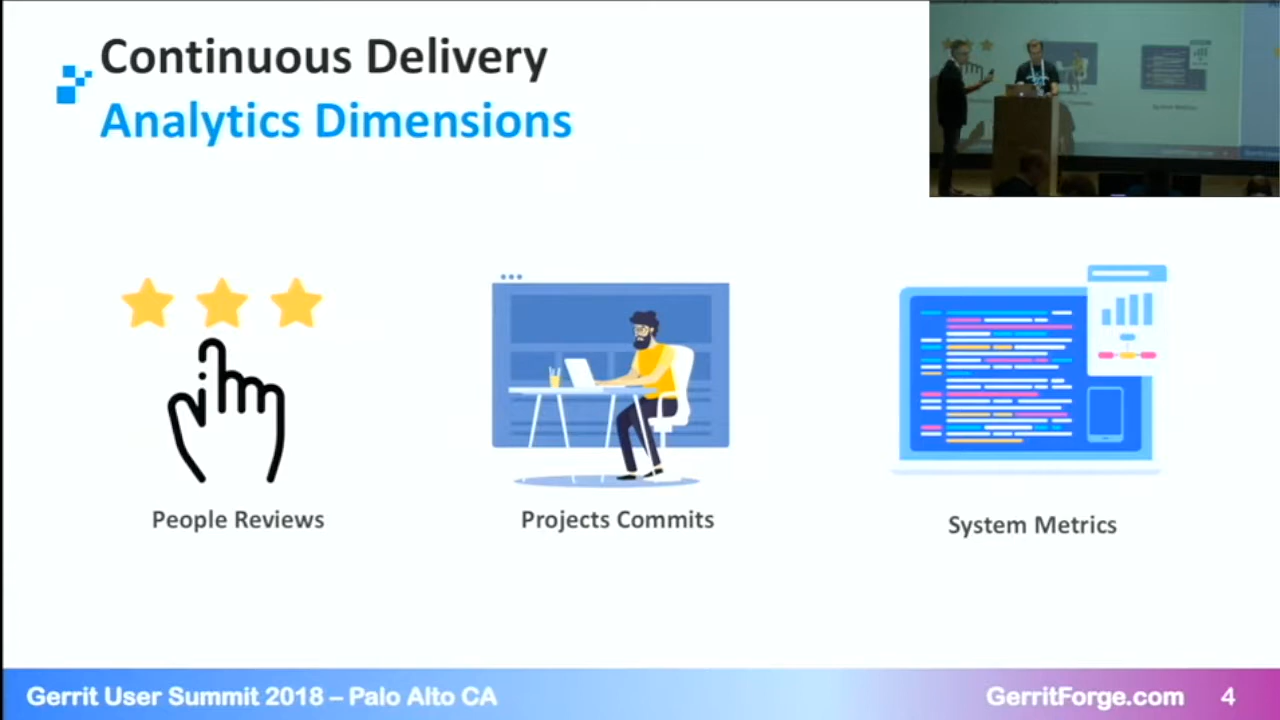 Continuous Delivery
Analytics Dimensions
People Reviews
Projects Commits
System Metrics
Gerrit User Summit 2018 – Palo Alto CA
GerritForge.com 4